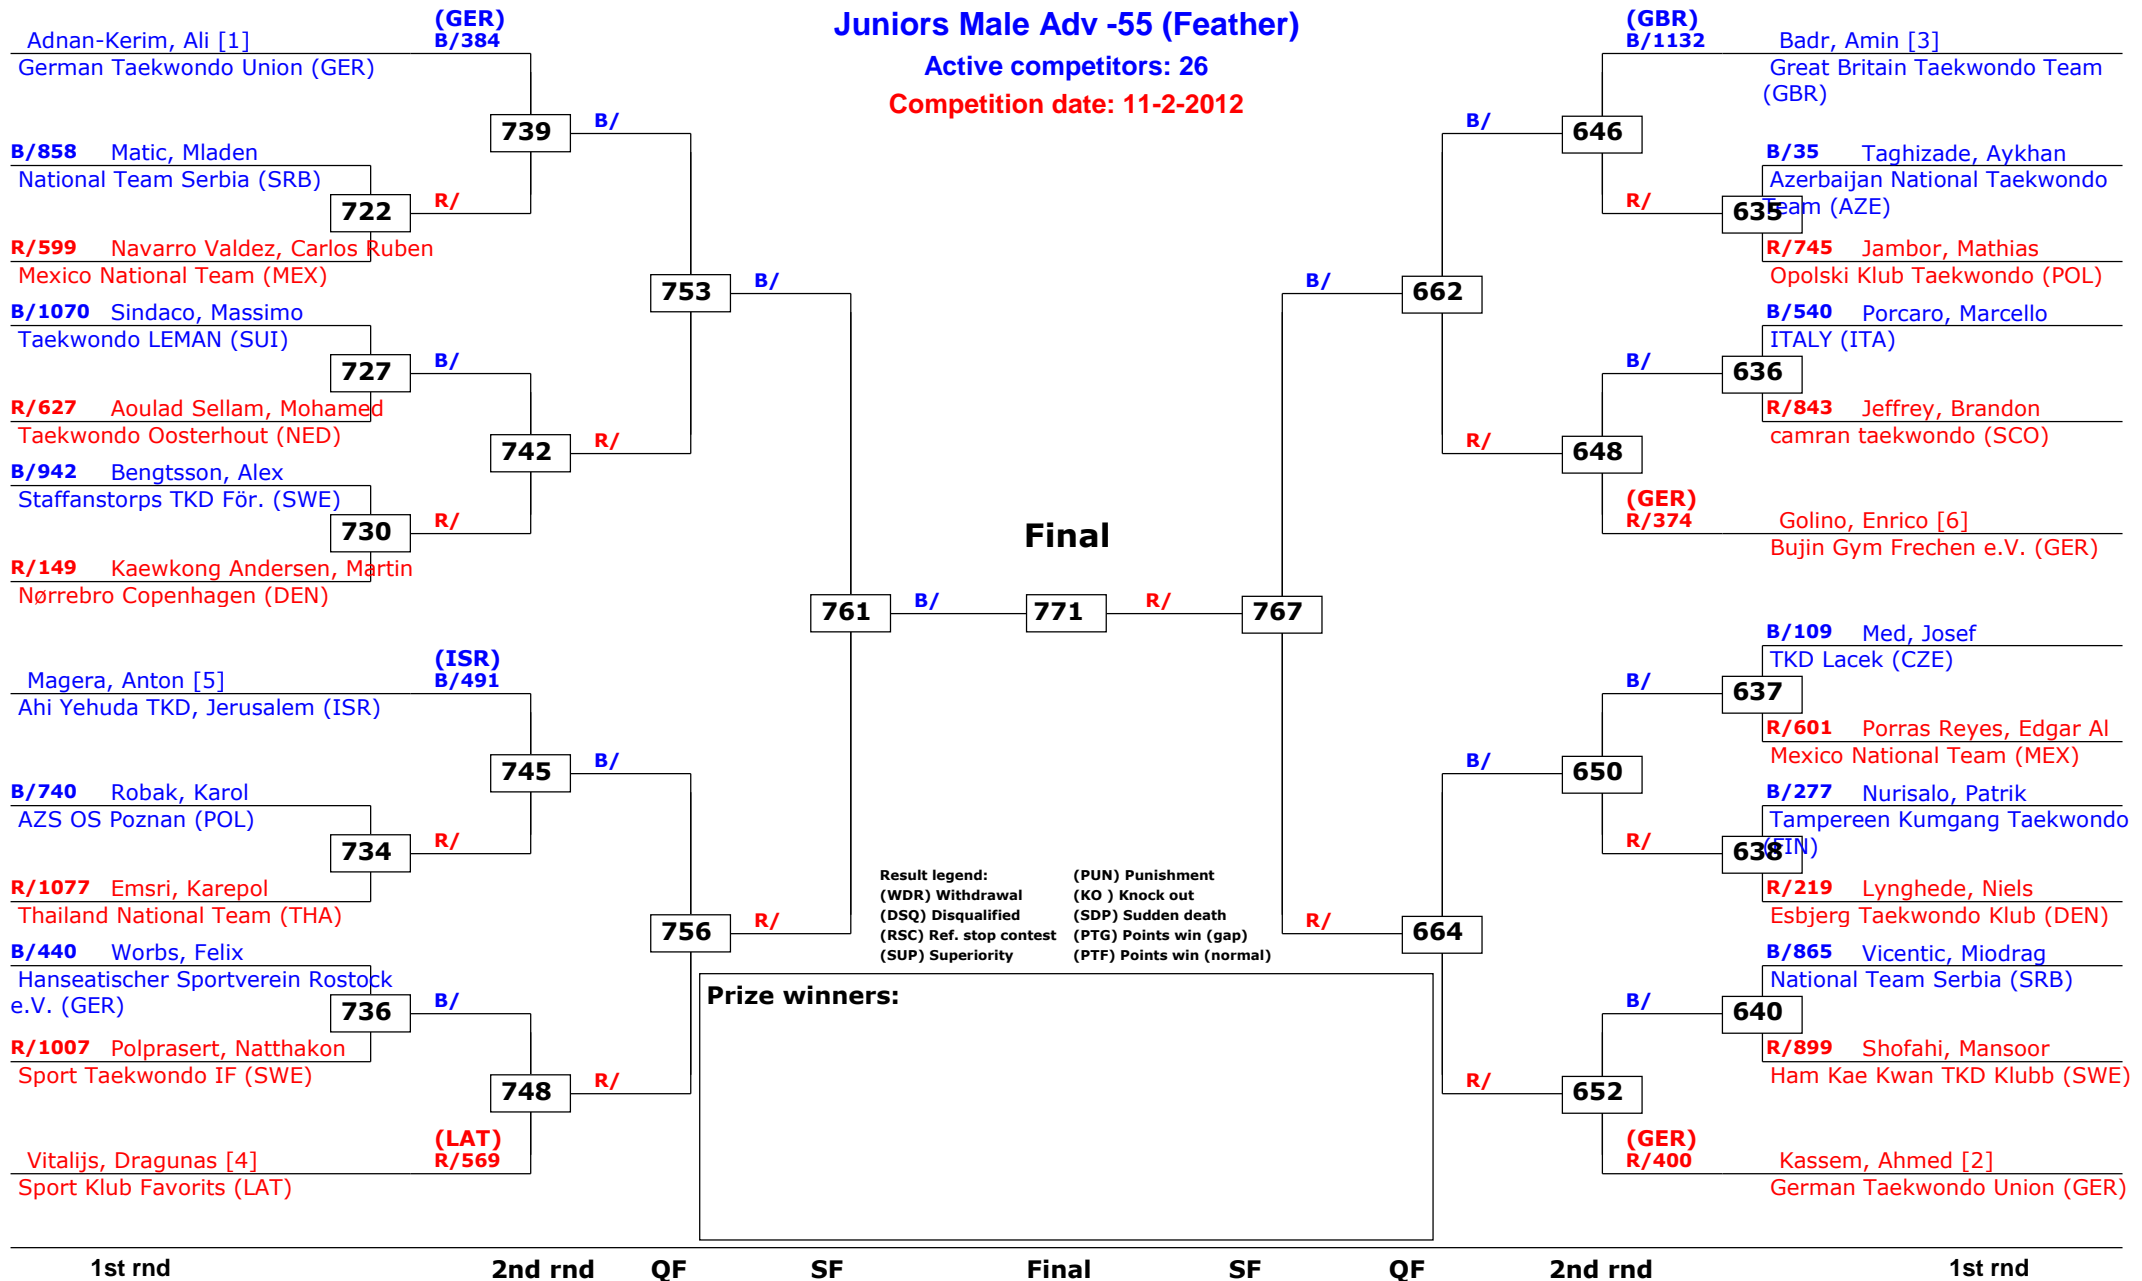 Juniors Male Adv -55 (Feather)
Active competitors: 26
Competition date: 11-2-2012
Adnan-Kerim, Ali [1]
(GER)
B/384
German Taekwondo Union (GER)
739
B/
B/858 Matic, Mladen
National Team Serbia (SRB)
722
R/
R/599 Navarro Valdez, Carlos Ruben
Mexico National Team (MEX)
753
B/
B/1070 Sindaco, Massimo
Taekwondo LEMAN (SUI)
727
B/
R/627 Aoulad Sellam, Mohamed
Taekwondo Oosterhout (NED)
742
R/
B/942 Bengtsson, Alex
Staffanstorps TKD För. (SWE)
730
R/
R/149 Kaewkong Andersen, Martin
Nørrebro Copenhagen (DEN)
761
B/
Magera, Anton [5]
(ISR)
B/491
Ahi Yehuda TKD, Jerusalem (ISR)
745
B/
B/740 Robak, Karol
AZS OS Poznan (POL)
734
R/
R/1077 Emsri, Karepol
Thailand National Team (THA)
756
R/
B/440 Worbs, Felix
Hanseatischer Sportverein Rostock
e.V. (GER)
736
B/
R/1007 Polprasert, Natthakon
Sport Taekwondo IF (SWE)
748
R/
(LAT)
R/569
Vitalijs, Dragunas [4]
Sport Klub Favorits (LAT)
Final
771
R/
767
(GBR)
B/1132 Badr, Amin [3]
Great Britain Taekwondo Team
(GBR)
B/
646
B/35 Taghizade, Aykhan
Azerbaijan National Taekwondo
Team (AZE)
R/
635
R/745 Jambor, Mathias
Opolski Klub Taekwondo (POL)
B/
662
B/540 Porcaro, Marcello
ITALY (ITA)
B/
636
R/843 Jeffrey, Brandon
camran taekwondo (SCO)
R/
648
(GER)
R/374 Golino, Enrico [6]
Bujin Gym Frechen e.V. (GER)
B/109 Med, Josef
TKD Lacek (CZE)
B/
637
R/601 Porras Reyes, Edgar Al
Mexico National Team (MEX)
B/
650
B/277 Nurisalo, Patrik
Tampereen Kumgang Taekwondo
(FIN)
R/
638
R/219 Lynghede, Niels
Esbjerg Taekwondo Klub (DEN)
R/
664
B/865 Vicentic, Miodrag
National Team Serbia (SRB)
B/
640
R/899 Shofahi, Mansoor
Ham Kae Kwan TKD Klubb (SWE)
R/
652
(GER)
R/400 Kassem, Ahmed [2]
German Taekwondo Union (GER)
Result legend: (PUN) Punishment
(WDR) Withdrawal (KO ) Knock out
(DSQ) Disqualified (SDP) Sudden death
(RSC) Ref. stop contest (PTG) Points win (gap)
(SUP) Superiority (PTF) Points win (normal)
Prize winners:
1st rnd 2nd rnd QF SF Final SF QF 2nd rnd 1st rnd